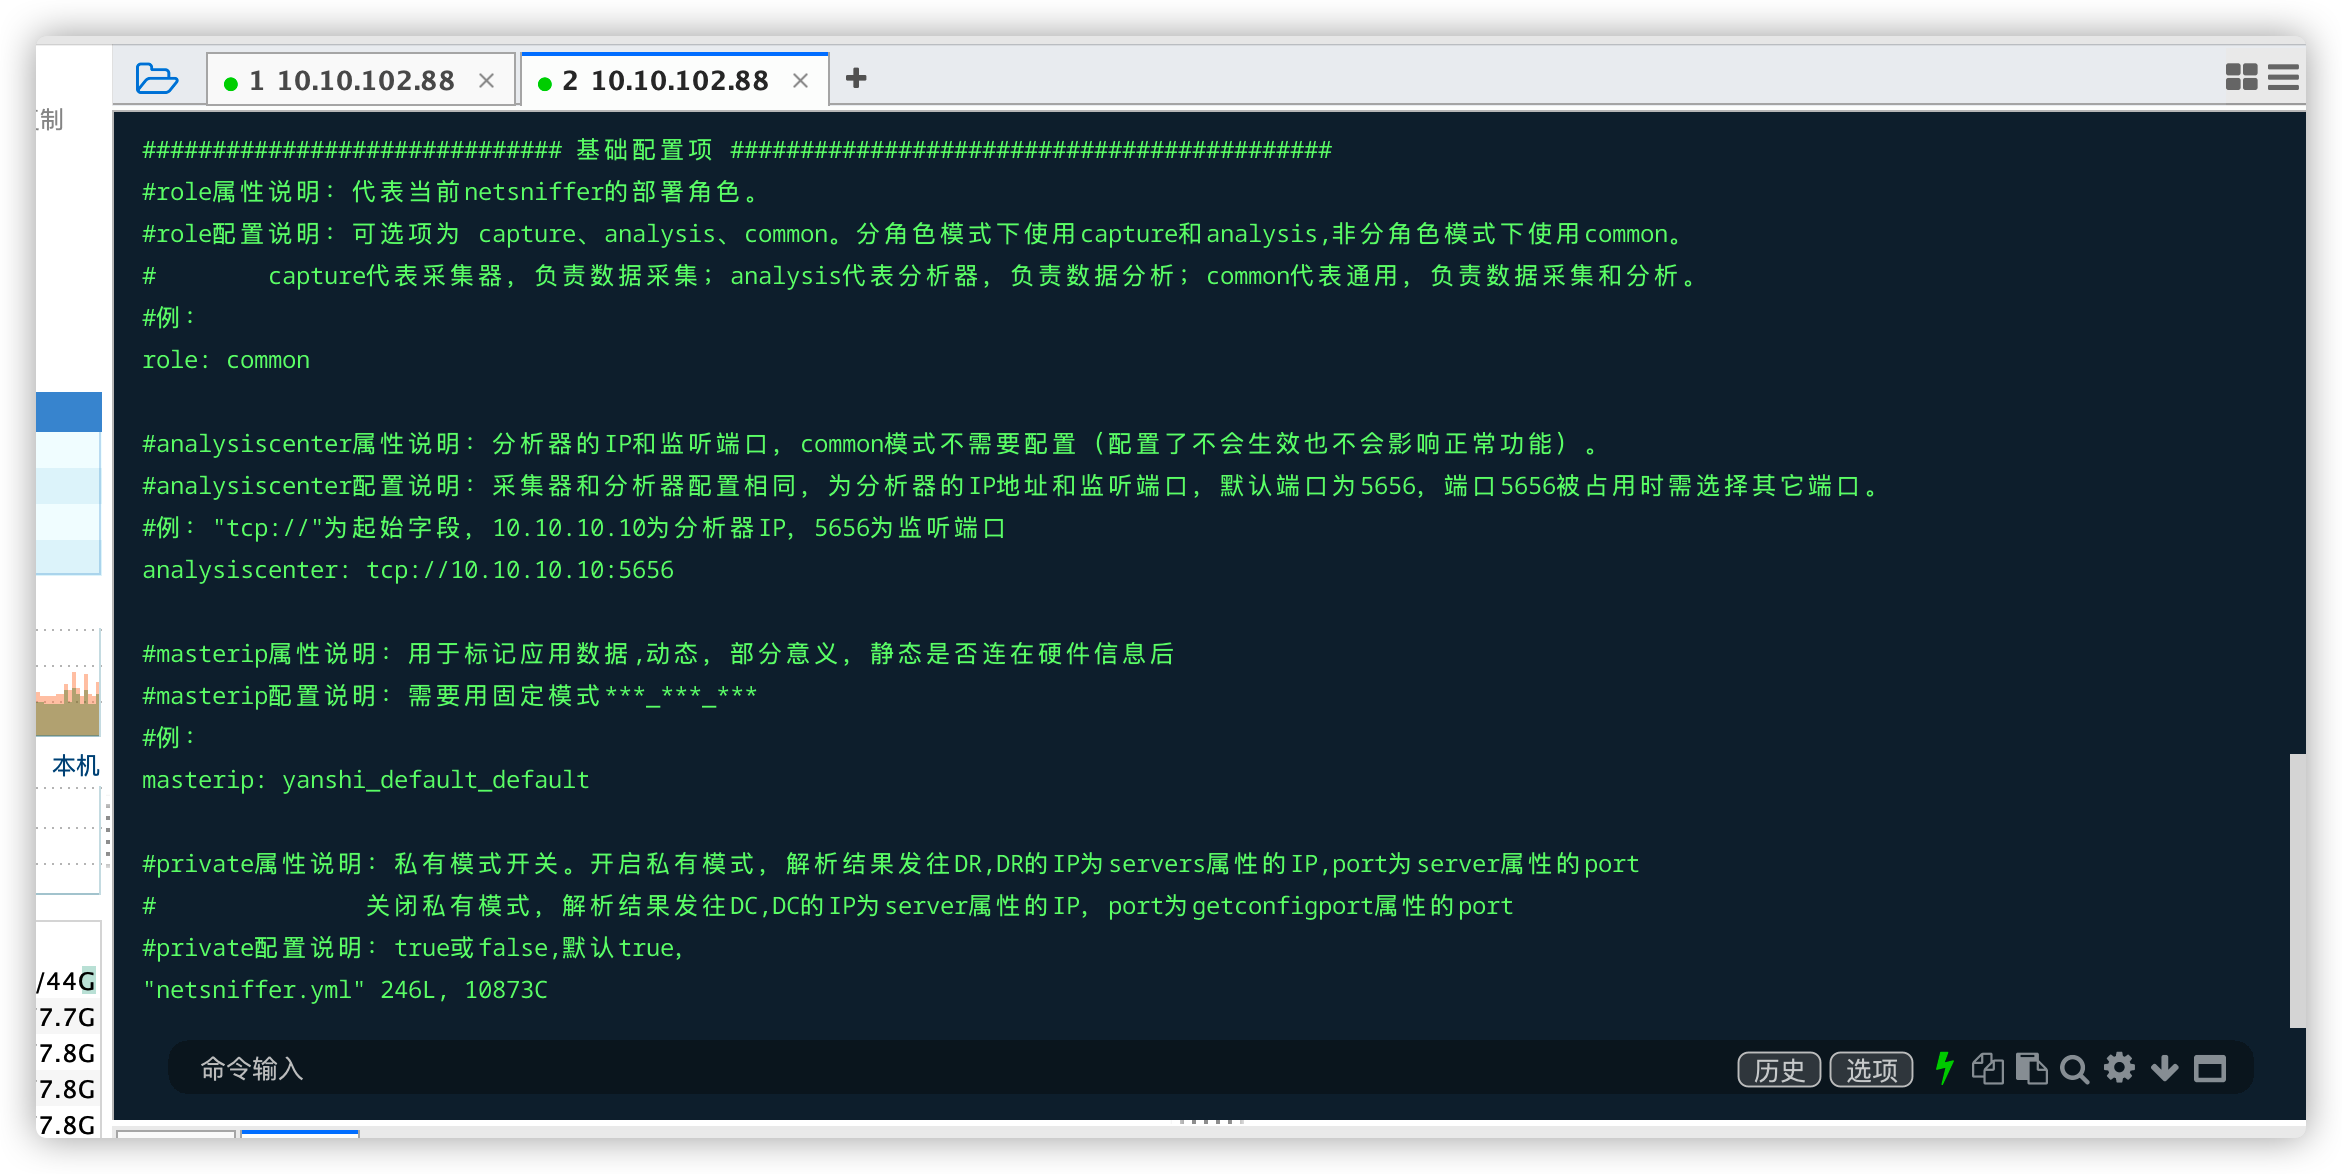 1 10.10.102.88
2 10.10.102.88
制
############################## 基础配置项 ###########################################
#role属性说明：代表当前netsniffer的部署角色。
#role配置说明：可选项为 capture、analysis、common。分角色模式下使用capture和analysis,非分角色模式下使用common。
#        capture代表采集器，负责数据采集；analysis代表分析器，负责数据分析；common代表通用，负责数据采集和分析。
#例：
role: common
#analysiscenter属性说明：分析器的IP和监听端口，common模式不需要配置（配置了不会生效也不会影响正常功能）。
#analysiscenter配置说明：采集器和分析器配置相同，为分析器的IP地址和监听端口，默认端口为5656，端口5656被占用时需选择其它端口。
#例："tcp://"为起始字段，10.10.10.10为分析器IP，5656为监听端口
analysiscenter: tcp://10.10.10.10:5656
#masterip属性说明：用于标记应用数据,动态，部分意义，静态是否连在硬件信息后
#masterip配置说明：需要用固定模式***_***_***
#例：
masterip: yanshi_default_default
#private属性说明：私有模式开关。开启私有模式，解析结果发往DR,DR的IP为servers属性的IP,port为server属性的port
#               关闭私有模式，解析结果发往DC,DC的IP为server属性的IP，port为getconfigport属性的port
#private配置说明：true或false,默认true，
"netsniffer.yml" 246L, 10873C
本机
/44G
7.7G
7.8G
7.8G
7.8G
命令输入
历史
选项